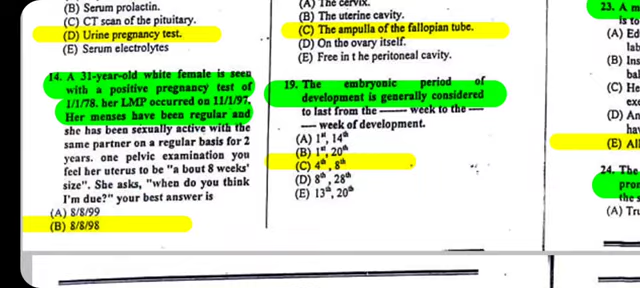 (B) Serum prolactin.
(C) CT scan of the pituitary.
(D) Urine pregnancy test.
(E) Serum electrolytes
14. A 31-year-old white female is seen
with a positive pregnancy test of
1/1/78. her LMP occurred on 11/1/97,
Her menses have been regular and
she has been sexually active with the
same partner on a regular basis for 2
years. one pelvic examination you
feel her uterus to be "a bout 8 weeks'
size". She asks, "when do you think
I'm due?" your best answer is
(A) 8/8/99
(B) 8/8/98
(A) The cervix.
(B) The uterine cavity.
(C) The ampulla of the fallopian tube.
(D) On the ovary itself.
(E) Free in t he peritoneal cavity.
19. The embryonic period of
development is generally considered
to last from the —— week to the —
— week of development.
(A) 1st, 14th
(B) 1st, 20th
(C) 4th, 8th
(D) 8th, 28th
(E) 13th, 20th
23. A m
is to
(A) Ed
lab
(B) Ins
bal
(C) He
exc
(D) An
hav
(E) All
24. The
pror
the s
(A) Tru